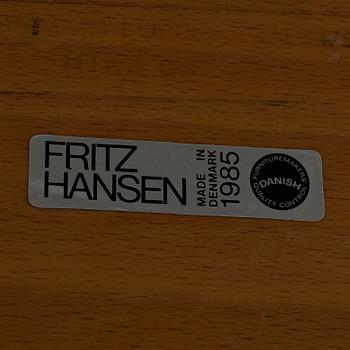 FRITZ
HANSEN
MADE IN
DENMARK
1985
FURNITUREMAKERS
DANISH
QUALITY CONTROL